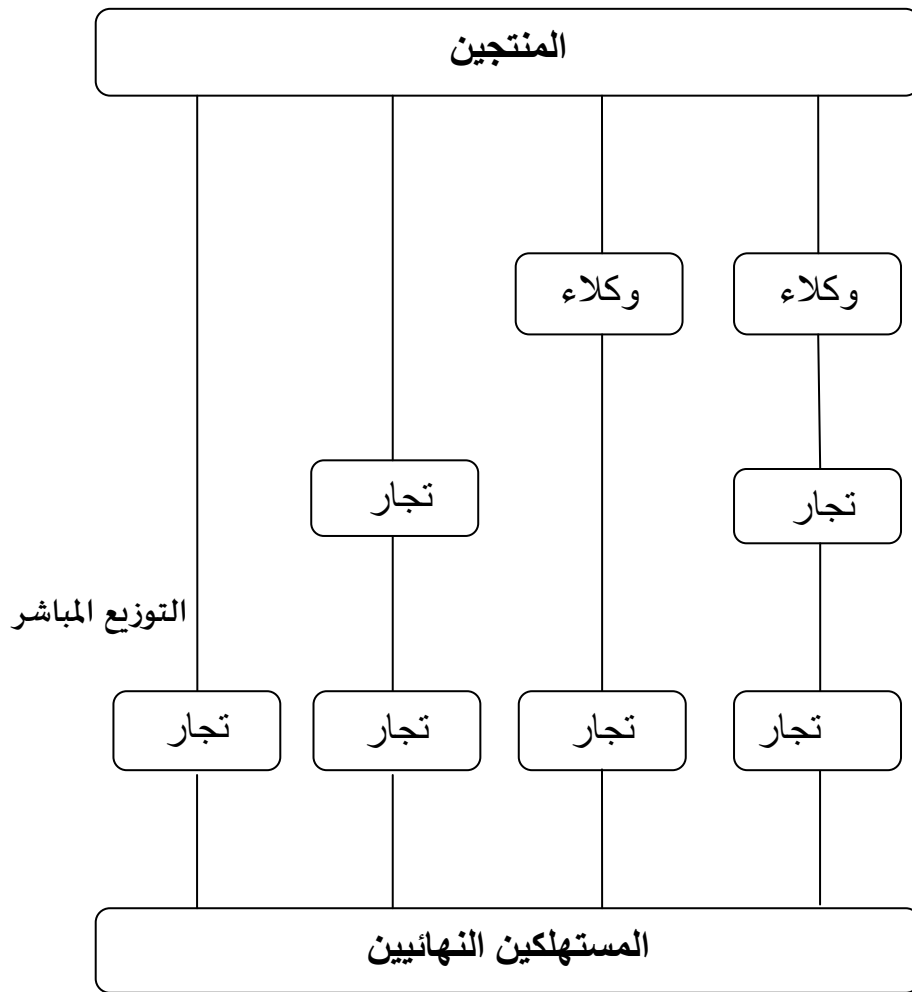 المنتجين
وكلاء
وكلاء
تجار
تجار
التوزيع المباشر
تجار
تجار
تجار
تجار
المستهلكين النهائيين